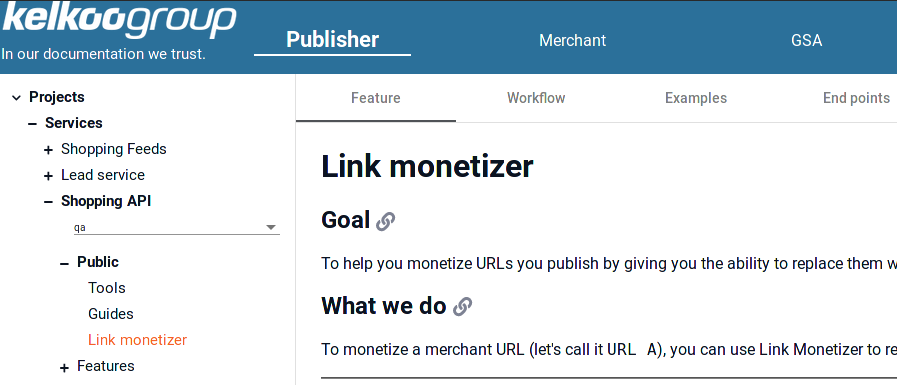 kelkoogroup
In our documentation we trust.
Publisher
Merchant
GSA
Projects
Services
Shopping Feeds
Lead service
Shopping API
qa
Public
Tools
Guides
Link monetizer
Features
Feature
Workflow
Examples
End points
Link monetizer
Goal
To help you monetize URLs you publish by giving you the ability to replace them w
What we do
To monetize a merchant URL (let's call it URL A), you can use Link Monetizer to re